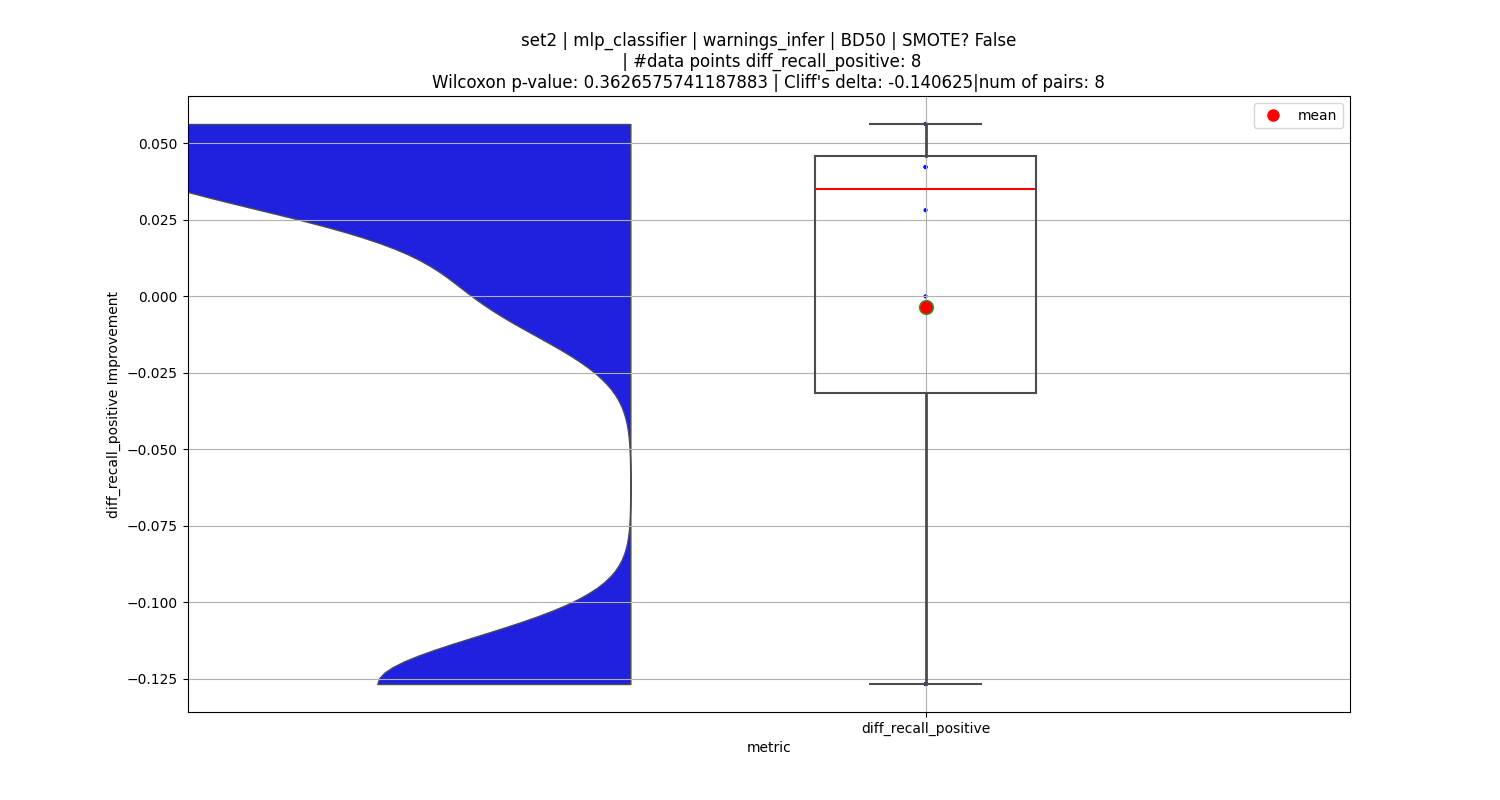 set2 | mlp_classifier | warnings_infer | BD50 | SMOTE? False
| #data points diff_recall_positive: 8
Wilcoxon p-value: 0.3626575741187883 | Cliff's delta: -0.140625|num of pairs: 8
mean
0.050
0.025
0.000
−0.025
−0.050
−0.075
−0.100
−0.125
diff_recall_positive Improvement
diff_recall_positive
metric